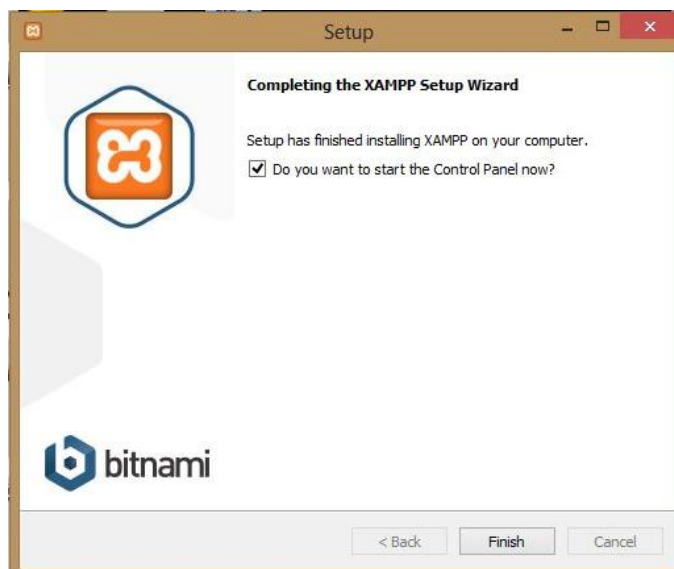 Setup
Completing the XAMPP Setup Wizard
Setup has finished installing XAMPP on your computer.
Do you want to start the Control Panel now?
bitnami
< Back
Finish
Cancel